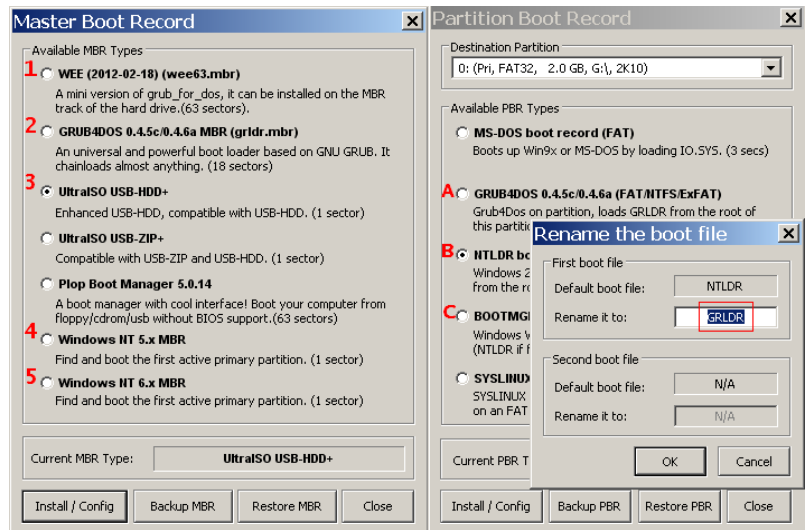 Master Boot Record
Available MBR Types
1 WEE (2012-02-18) (wee63.mbr)
A mini version of grub_for_dos, it can be installed on the MBR
track of the hard drive.(63 sectors).
2 GRUB4DOS 0.4.5c/0.4.6a MBR (grldr.mbr)
An universal and powerful boot loader based on GNU GRUB. It
chainloads almost anything. (18 sectors)
3 UltraISO USB-HDD+
Enhanced USB-HDD, compatible with USB-HDD. (1 sector)
UltraISO USB-ZIP+
Compatible with USB-ZIP and USB-HDD. (1 sector)
Plop Boot Manager 5.0.14
A boot manager with cool interface! Boot your computer from
floppy/cdrom/usb without BIOS support.(63 sectors)
4 Windows NT 5.x MBR
Find and boot the first active primary partition. (1 sector)
5 Windows NT 6.x MBR
Find and boot the first active primary partition. (1 sector)
Current MBR Type: UltraISO USB-HDD+
Install / Config Backup MBR Restore MBR Close
Partition Boot Record
Destination Partition
0: (Pri, FAT32, 2.0 GB, G:\, 2K10)
Available PBR Types
MS-DOS boot record (FAT)
Boots up Win9x or MS-DOS by loading IO.SYS. (3 secs)
A GRUB4DOS 0.4.5c/0.4.6a (FAT/NTFS/ExFAT)
Grub4Dos on partition, loads GRLDR from the root of
this partitio
B NTLDR bo
Windows 2
from the ro
C BOOTMG
Windows V
(NTLDR if f
SYSLINUX
SYSLINUX
on an FAT
Current PBR T
Install / Config Backup PBR Restore PBR Close
Rename the boot file
First boot file
Default boot file: NTLDR
Rename it to: GRLDR
Second boot file
Default boot file: N/A
Rename it to: N/A
OK Cancel